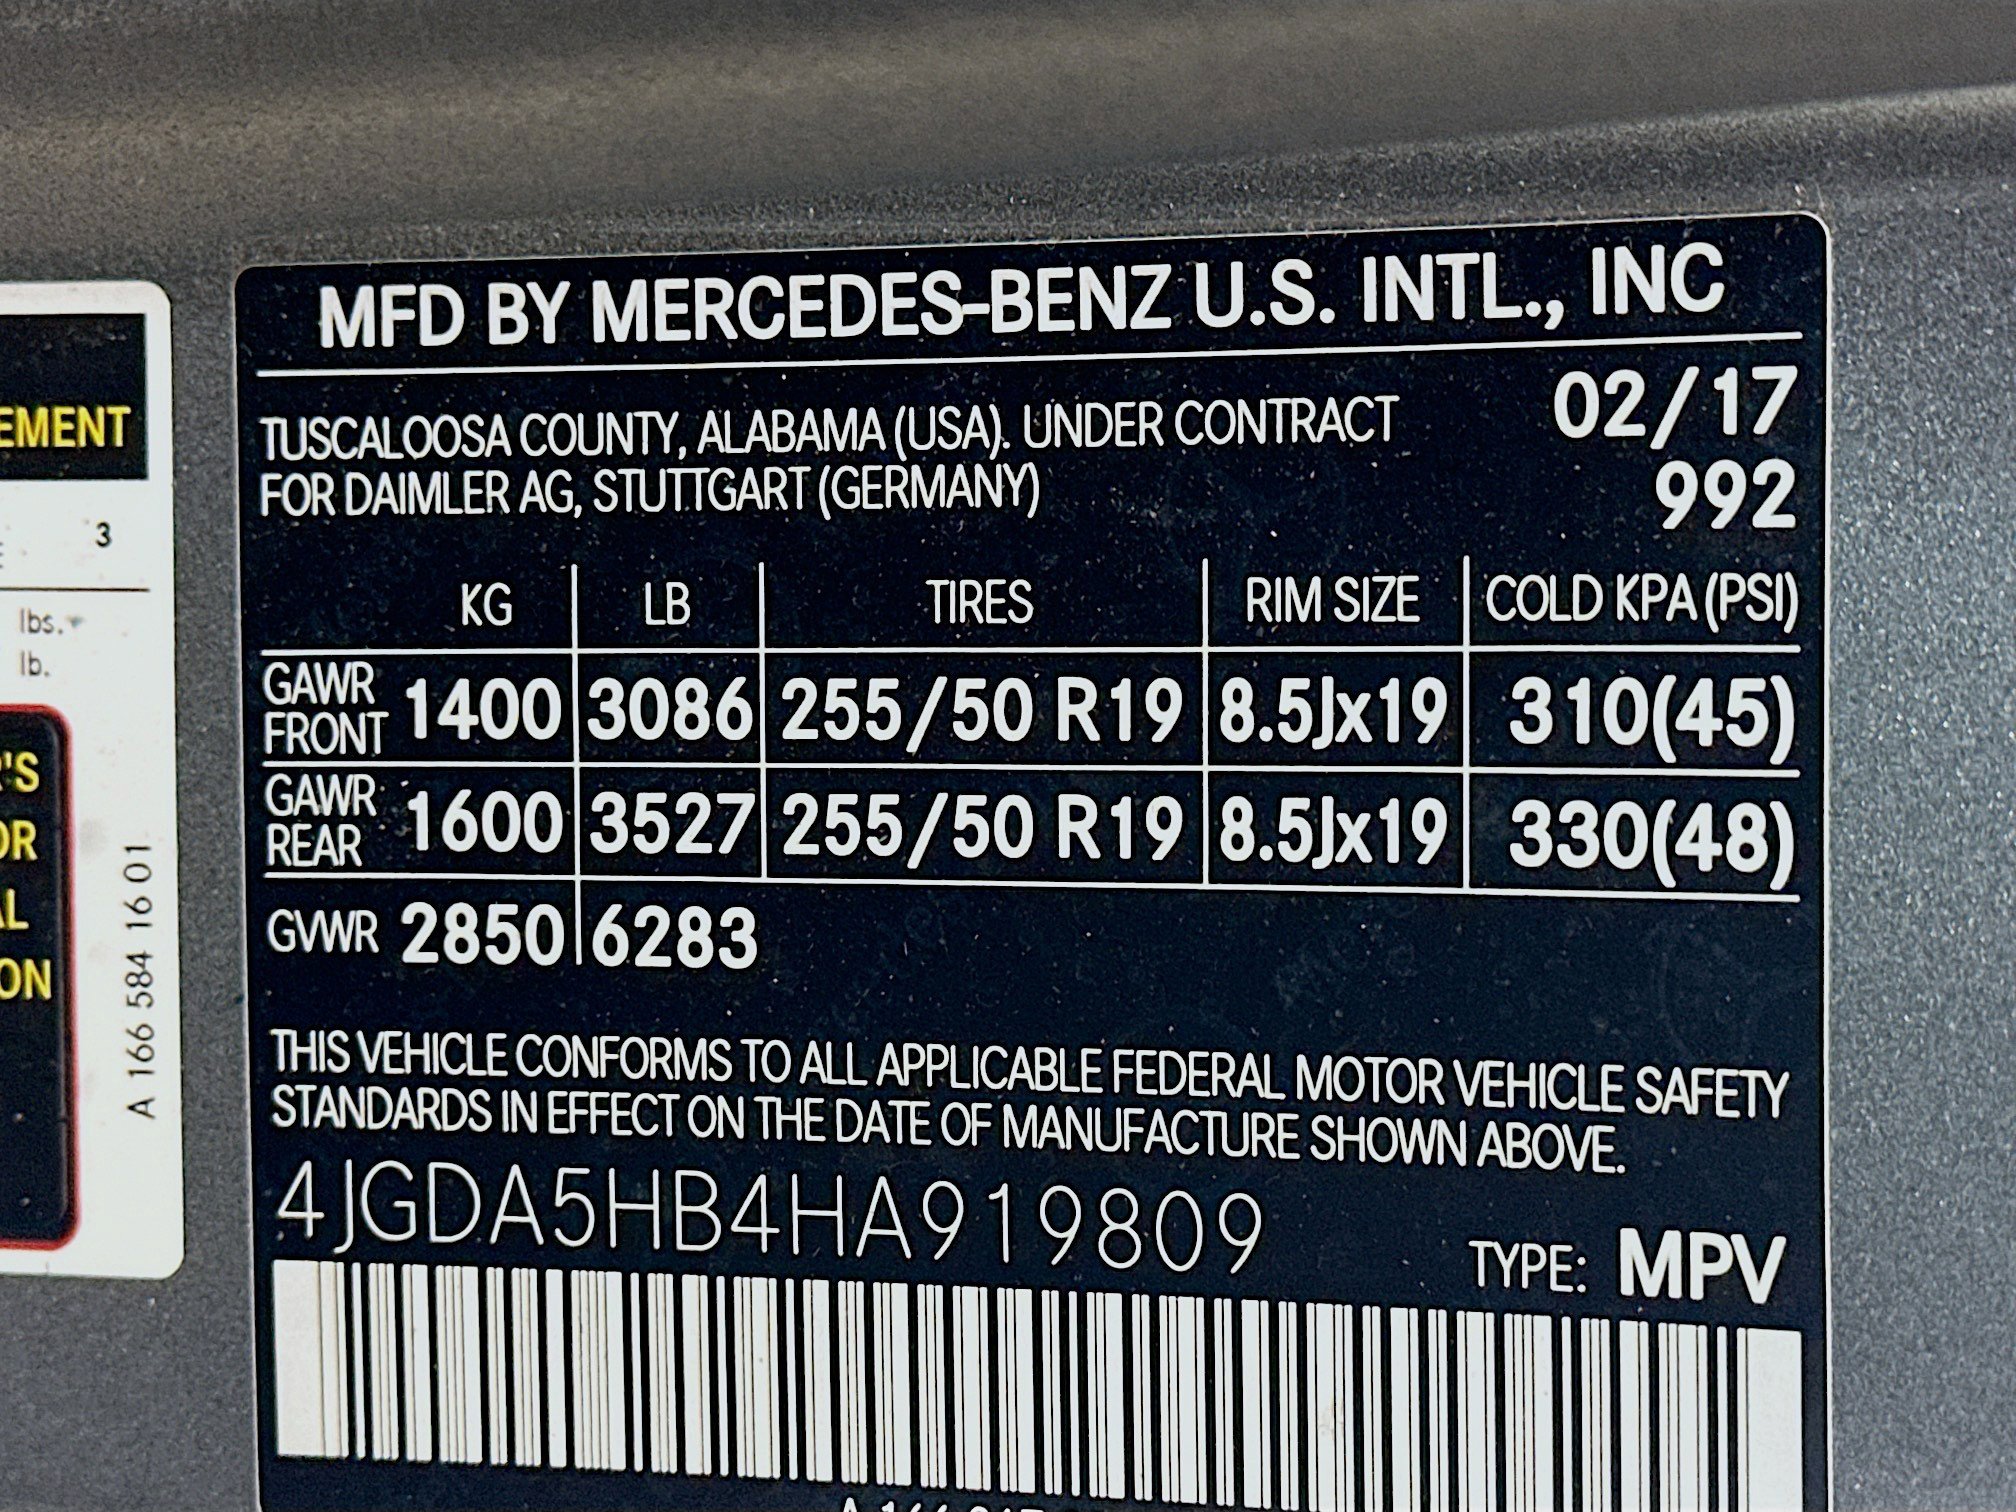 MFD BY MERCEDES-BENZ U.S. INTL., INC
TUSCALOOSA COUNTY, ALABAMA (USA). UNDER CONTRACT 02/17
FOR DAIMLER AG, STUTTGART (GERMANY) 992
KG LB TIRES RIM SIZE COLD KPA (PSI)
GAWR FRONT 1400 3086 255/50 R19 8.5Jx19 310(45)
GAWR REAR 1600 3527 255/50 R19 8.5Jx19 330(48)
GVWR 2850 6283
THIS VEHICLE CONFORMS TO ALL APPLICABLE FEDERAL MOTOR VEHICLE SAFETY
STANDARDS IN EFFECT ON THE DATE OF MANUFACTURE SHOWN ABOVE.
4JGDA5HB4HA919809
TYPE: MPV
EMENT
3
lbs.
lb.
'S
OR
AL
ON
A 166 584 16 01